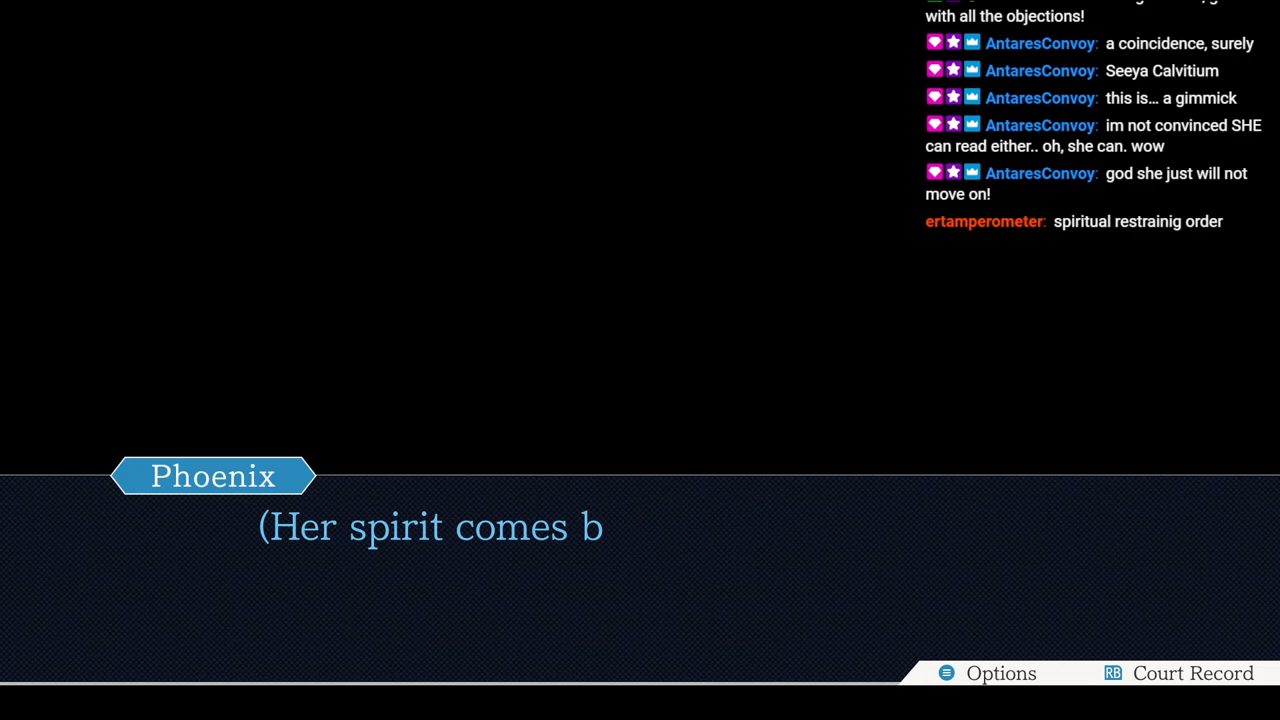 with all the objections!
AntaresConvoy: a coincidence, surely
AntaresConvoy: Seeya Calvitium
AntaresConvoy: this is... a gimmick
AntaresConvoy: im not convinced SHE
can read either.. oh, she can. wow
AntaresConvoy: god she just will not
move on!
ertamperometer: spiritual restrainig order
Phoenix
(Her spirit comes b
Options
RB Court Record